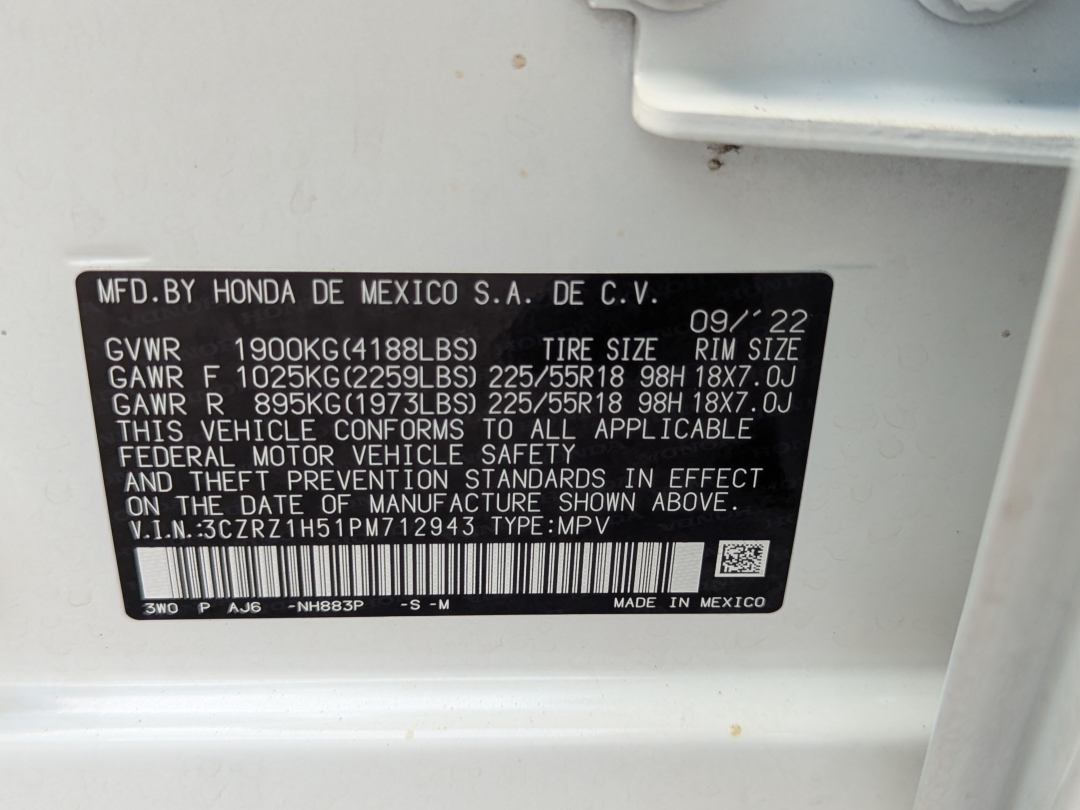 MFD.BY HONDA DE MEXICO S.A. DE C.V.
09/'22
GVWR 1900KG(4188LBS) TIRE SIZE RIM SIZE
GAWR F 1025KG(2259LBS) 225/55R18 98H 18X7.0J
GAWR R 895KG(1973LBS) 225/55R18 98H 18X7.0J
THIS VEHICLE CONFORMS TO ALL APPLICABLE
FEDERAL MOTOR VEHICLE SAFETY
AND THEFT PREVENTION STANDARDS IN EFFECT
ON THE DATE OF MANUFACTURE SHOWN ABOVE.
V.I.N.:3CZRZ1H51PM712943 TYPE:MPV
3W0 P AJ6 -NH883P -S -M MADE IN MEXICO